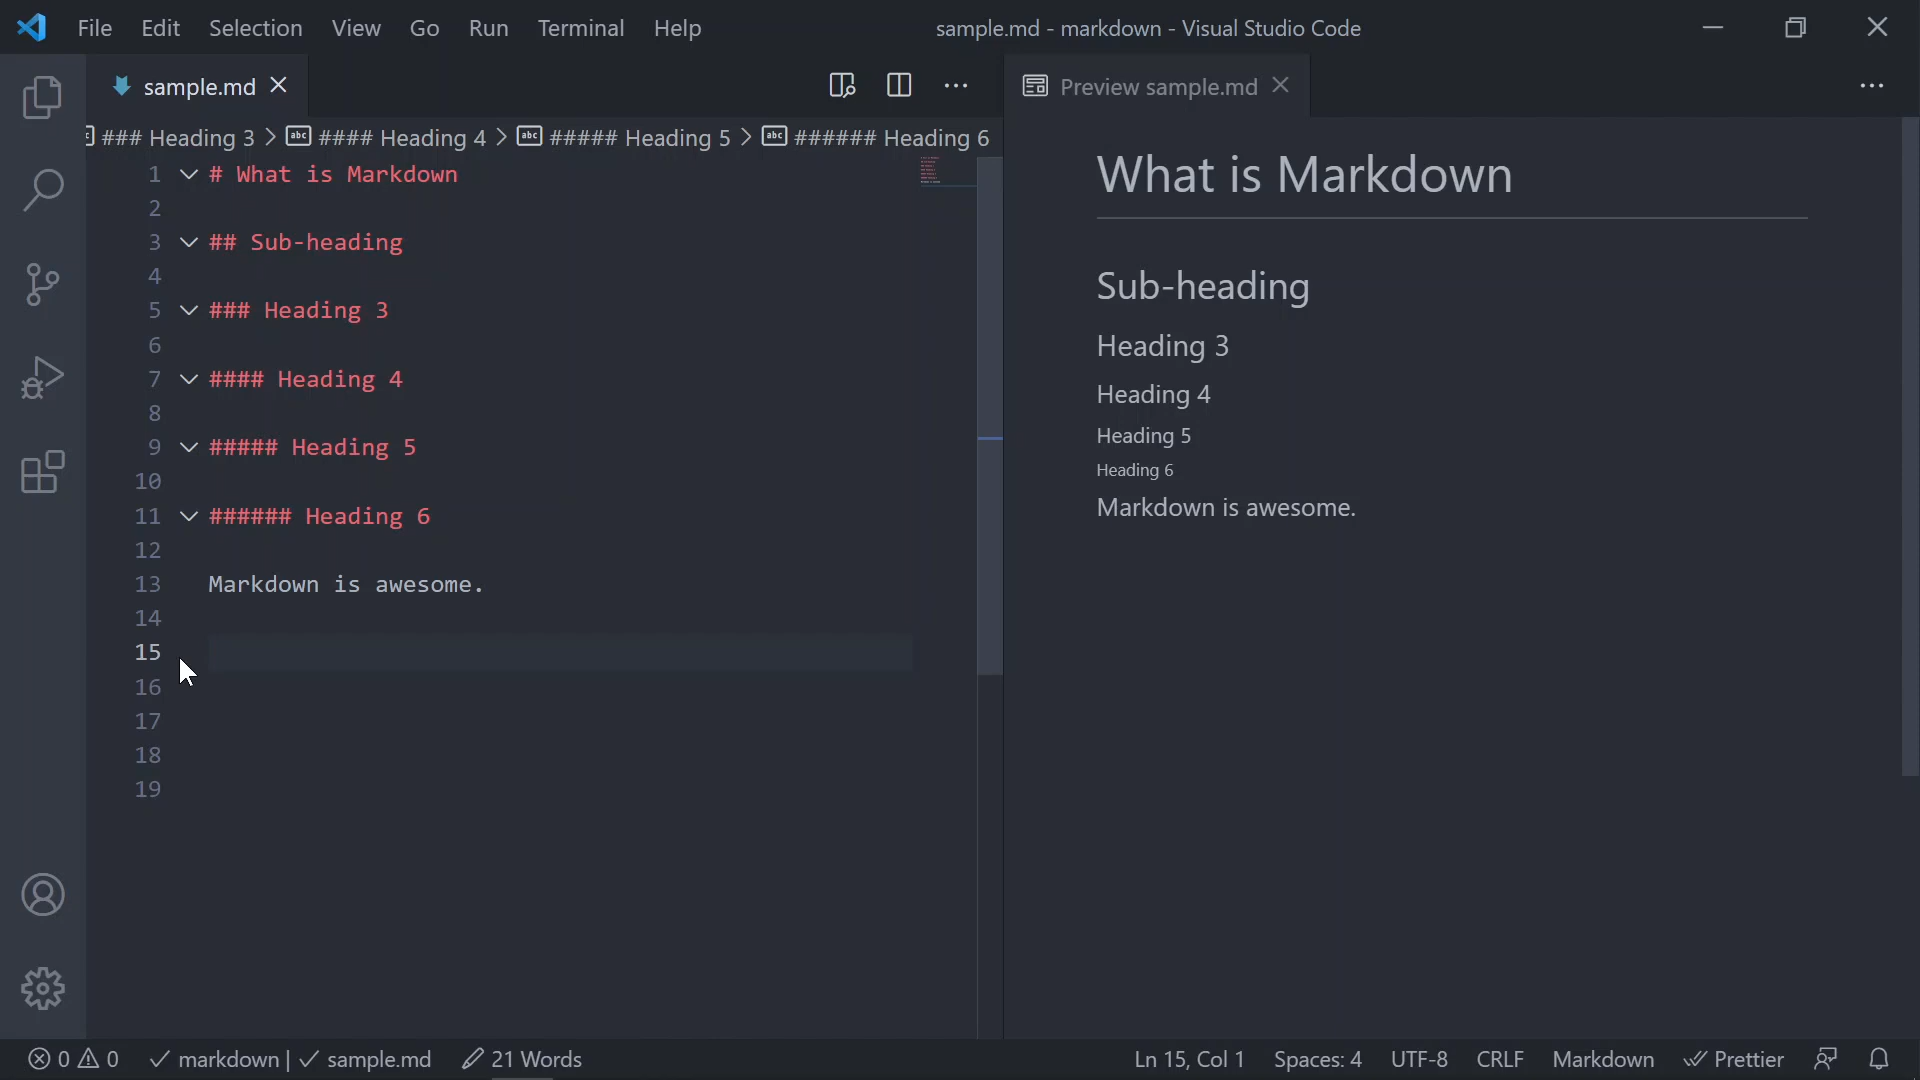 File Edit Selection View Go Run Terminal Help sample.md - markdown - Visual Studio Code
sample.md
Preview sample.md
### Heading 3 > abc #### Heading 4 > abc ##### Heading 5 > abc ###### Heading 6
1 # What is Markdown
2
3 ## Sub-heading
4
5 ### Heading 3
6
7 #### Heading 4
8
9 ##### Heading 5
10
11 ###### Heading 6
12
13 Markdown is awesome.
14
15
16
17
18
19
What is Markdown
Sub-heading
Heading 3
Heading 4
Heading 5
Heading 6
Markdown is awesome.
0 0 markdown | sample.md 21 Words Ln 15, Col 1 Spaces: 4 UTF-8 CRLF Markdown Prettier